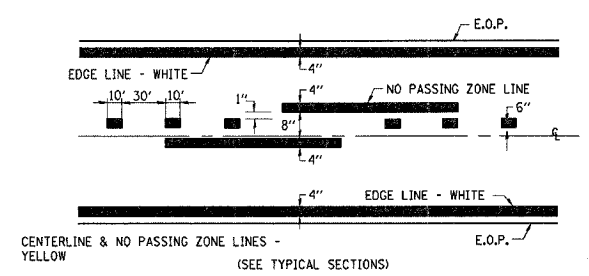 E.O.P.
EDGE LINE - WHITE
4"
10'
30'
10'
1"
4"
NO PASSING ZONE LINE
6"
8"
℄
4"
4"
EDGE LINE - WHITE
CENTERLINE & NO PASSING ZONE LINES -
YELLOW
E.O.P.
(SEE TYPICAL SECTIONS)